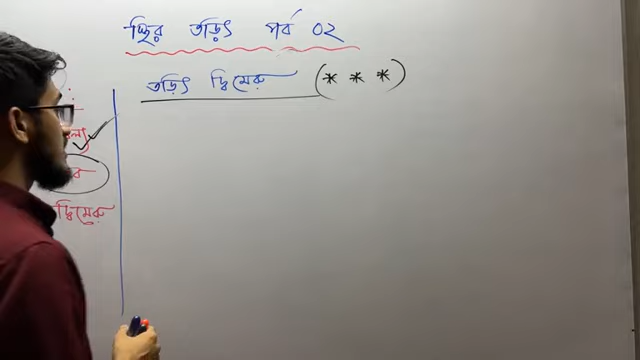 স্থির তড়িৎ পর্ব ০২
তড়িৎ দ্বিমেরু (* * *)
দ্বিমেরু